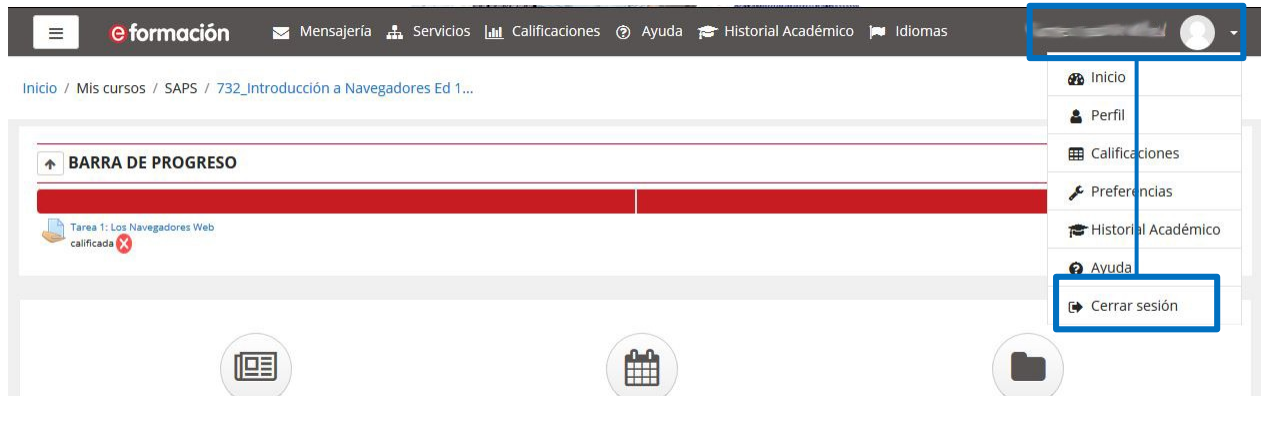 eformación Mensajería Servicios Calificaciones Ayuda Historial Académico Idiomas
Inicio / Mis cursos / SAPS / 732_Introducción a Navegadores Ed 1...
BARRA DE PROGRESO
Tarea 1: Los Navegadores Web
calificada
Inicio
Perfil
Calificaciones
Preferencias
Historial Académico
Ayuda
Cerrar sesión